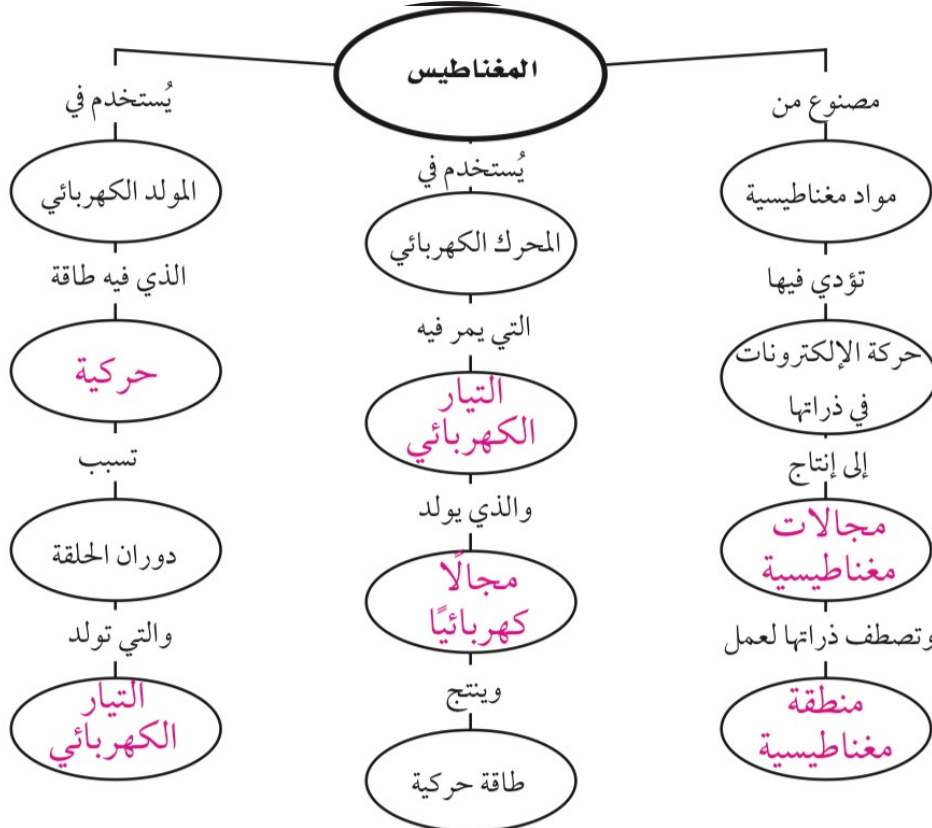 المغناطيس
مصنوع من
مواد مغناطيسية
تؤدي فيها
حركة الإلكترونات
في ذراتها
إلى إنتاج
مجالات
مغناطيسية
وتصطف ذراتها لعمل
منطقة
مغناطيسية
يُستخدم في
المحرك الكهربائي
التي يمر فيه
التيار
الكهربائي
والذي يولد
مجالًا
كهربائيًا
وينتج
طاقة حركية
يُستخدم في
المولد الكهربائي
الذي فيه طاقة
حركية
تسبب
دوران الحلقة
والتي تولد
التيار
الكهربائي